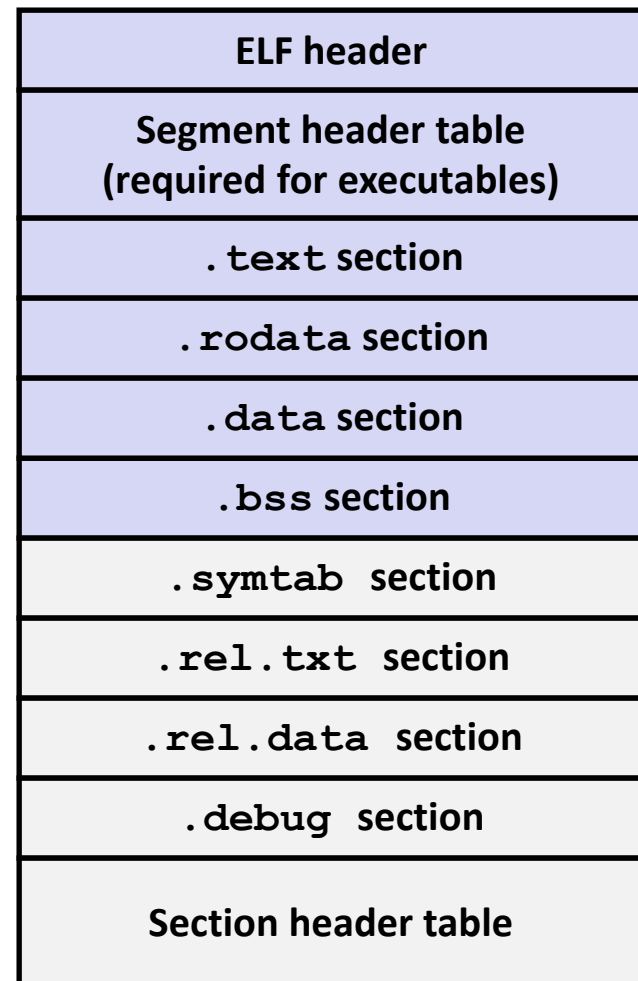 ELF header
Segment header table
(required for executables)
.text section
.rodata section
.data section
.bss section
.symtab section
.rel.txt section
.rel.data section
.debug section
Section header table